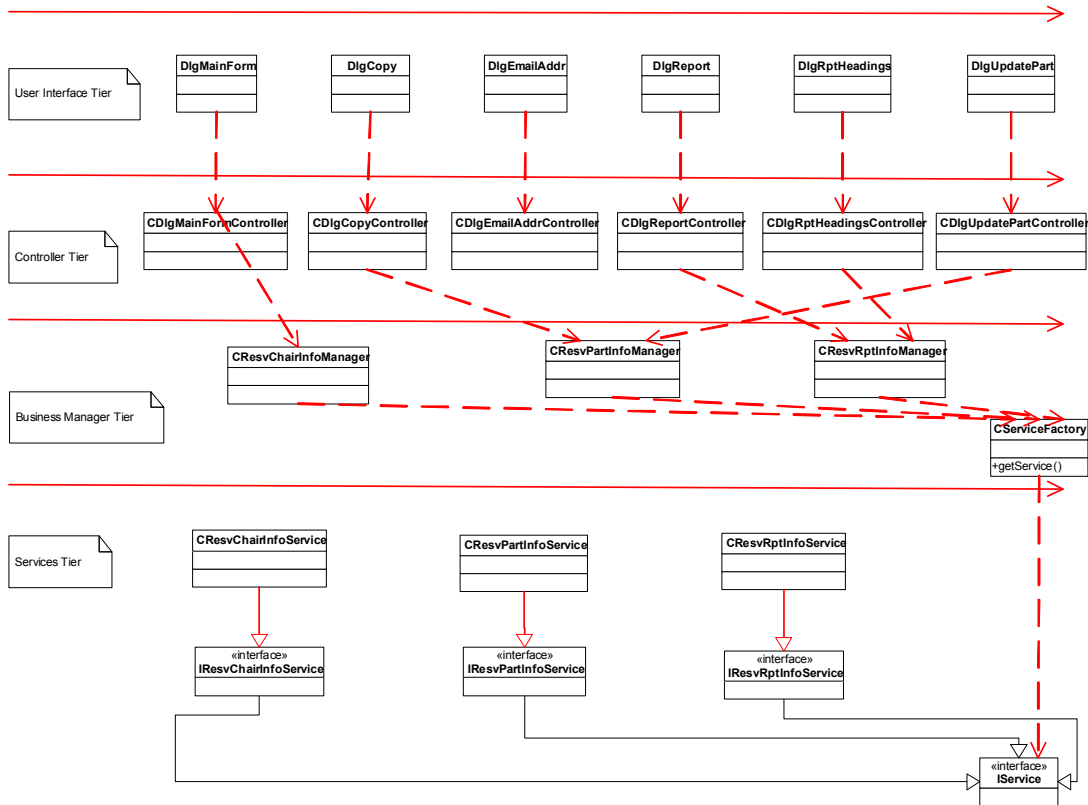 DlgMainForm
DlgCopy
DlgEmailAddr
DlgReport
DlgRptHeadings
DlgUpdatePart
User Interface Tier
CDlgMainFormController
CDlgCopyController
CDlgEmailAddrController
CDlgReportController
CDlgRptHeadingsController
CDlgUpdatePartController
Controller Tier
CResvChairInfoManager
CResvPartInfoManager
CResvRptInfoManager
Business Manager Tier
CServiceFactory
+getService()
CResvChairInfoService
CResvPartInfoService
CResvRptInfoService
Services Tier
«interface»
IResvChairInfoService
«interface»
IResvPartInfoService
«interface»
IResvRptInfoService
«interface»
IService